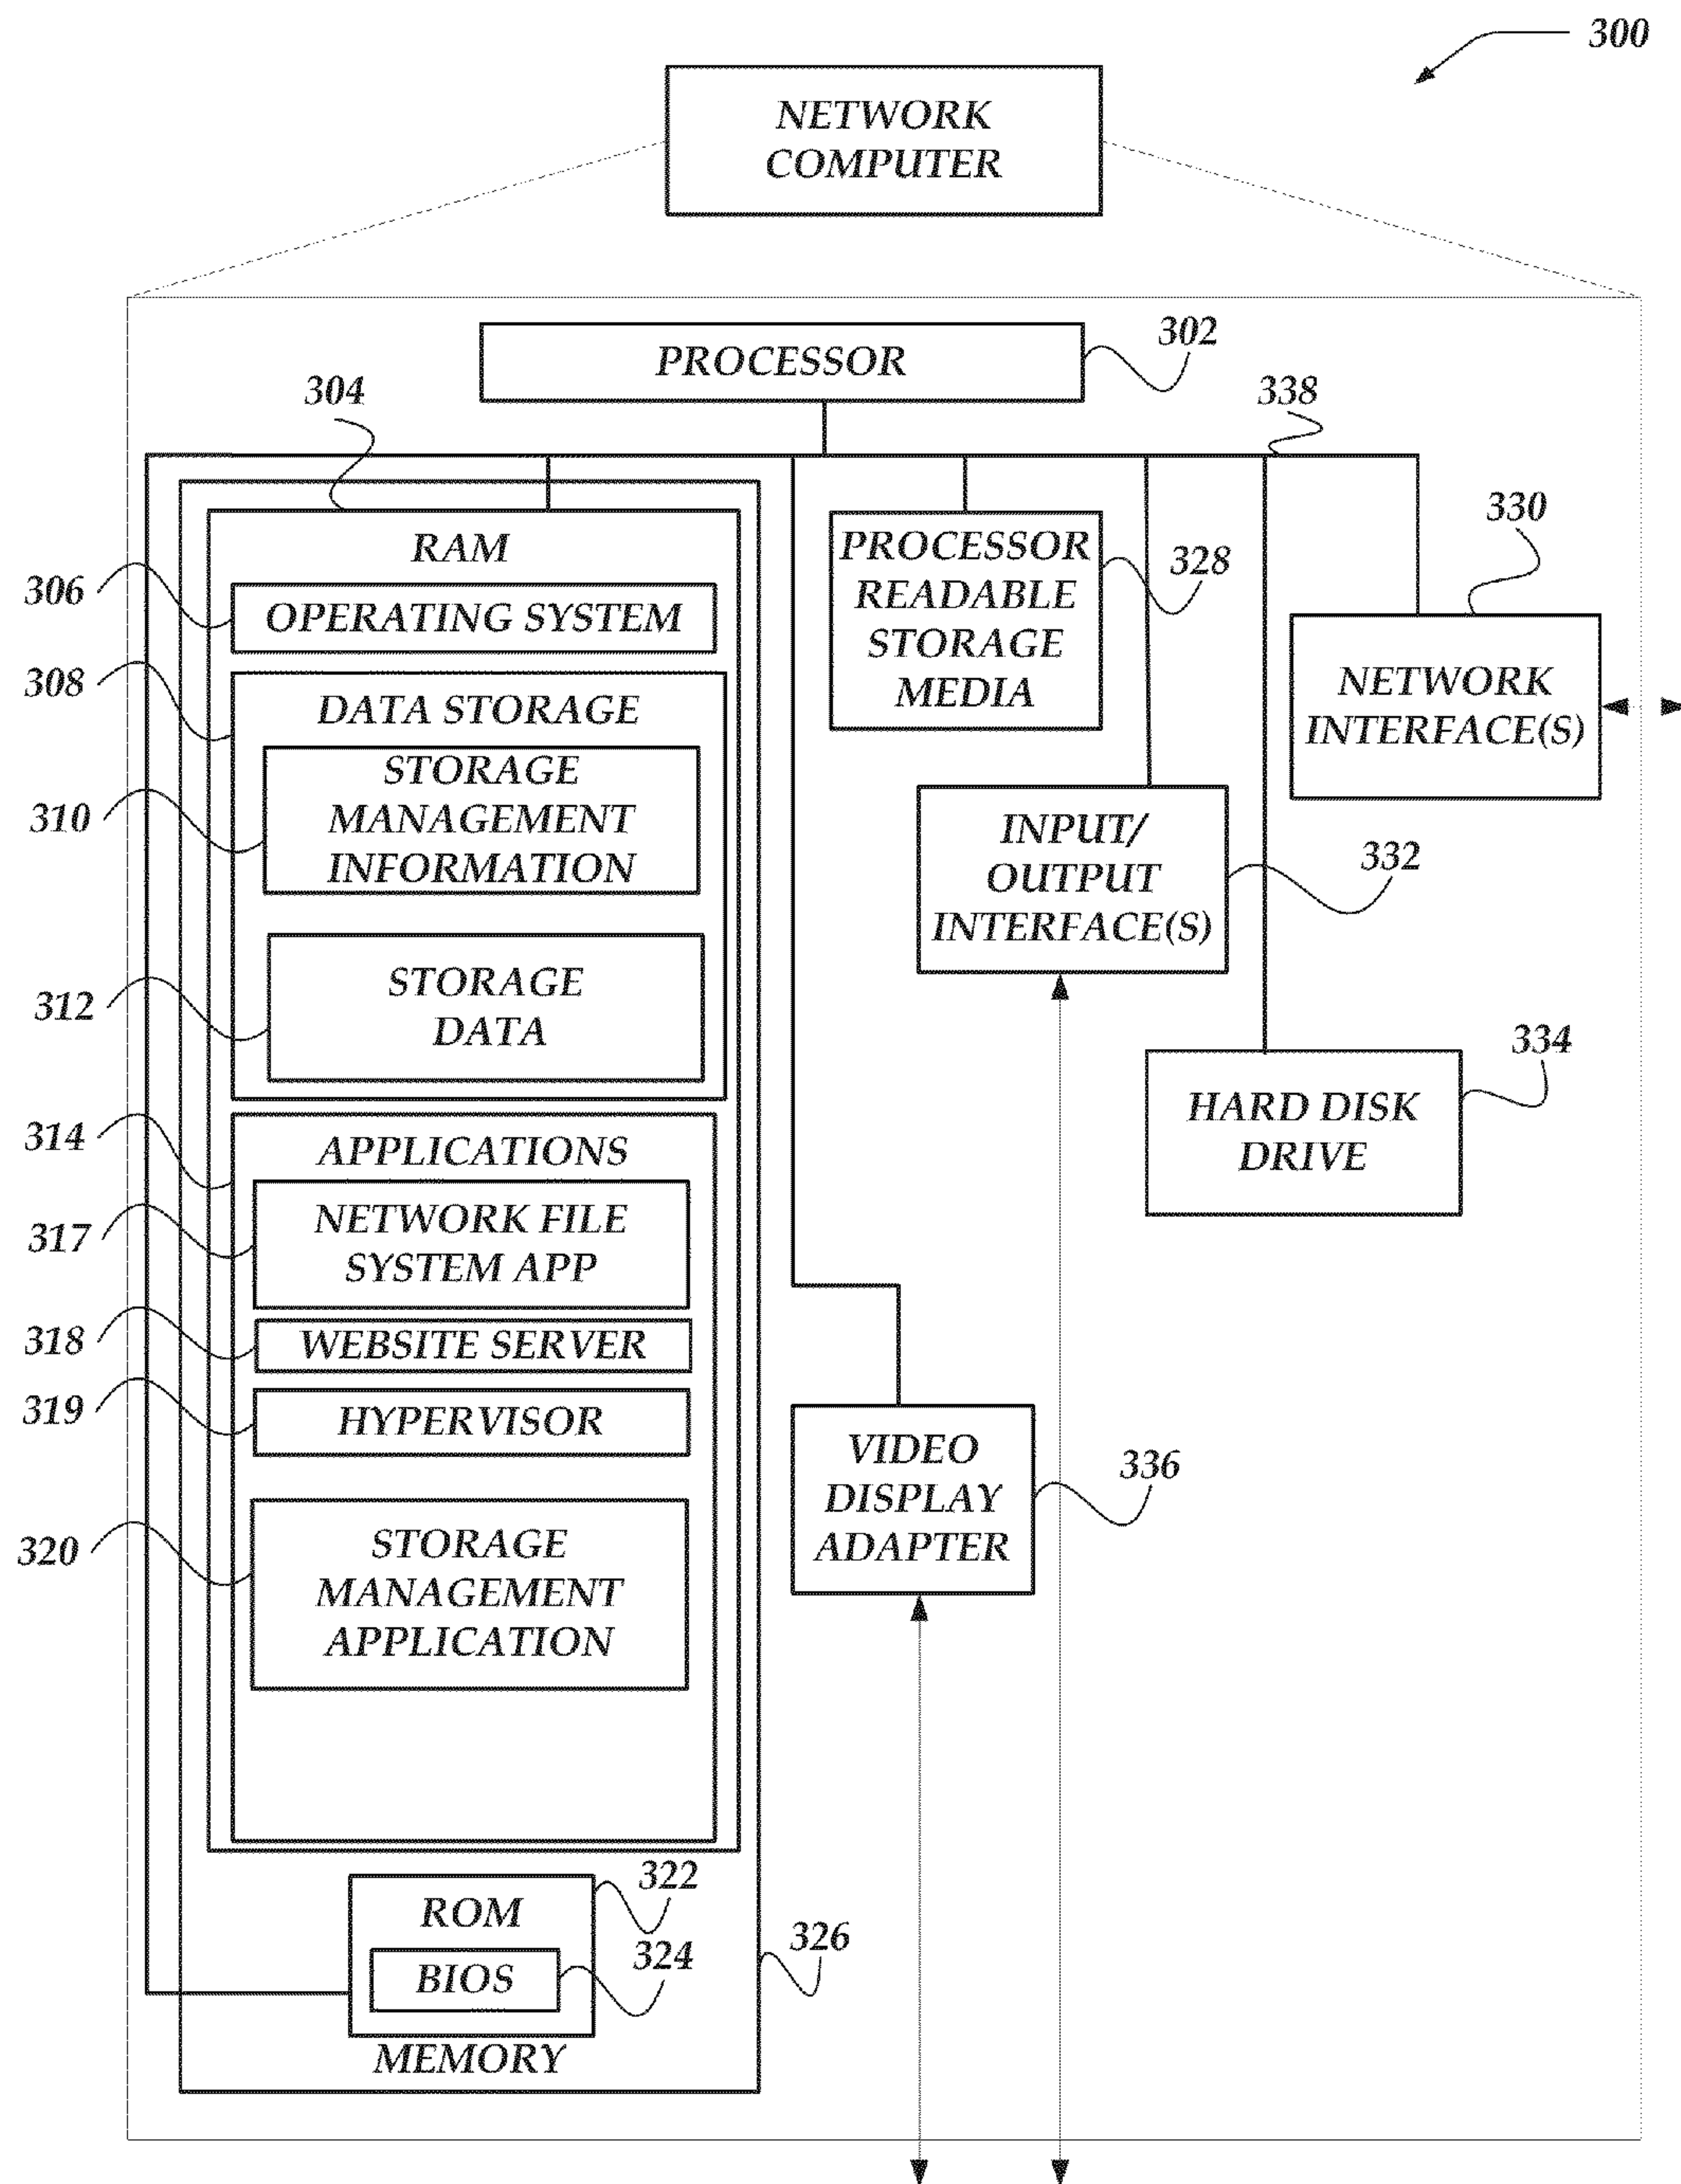 300
NETWORK
COMPUTER
PROCESSOR
302
304
338
RAM
306
OPERATING SYSTEM
308
DATA STORAGE
310
STORAGE
MANAGEMENT
INFORMATION
312
STORAGE
DATA
314
APPLICATIONS
317
NETWORK FILE
SYSTEM APP
318
WEBSITE SERVER
319
HYPERVISOR
320
STORAGE
MANAGEMENT
APPLICATION
ROM
322
BIOS
324
MEMORY
326
PROCESSOR
READABLE
STORAGE
MEDIA
328
330
NETWORK
INTERFACE(S)
INPUT/
OUTPUT
INTERFACE(S)
332
334
HARD DISK
DRIVE
VIDEO
DISPLAY
ADAPTER
336